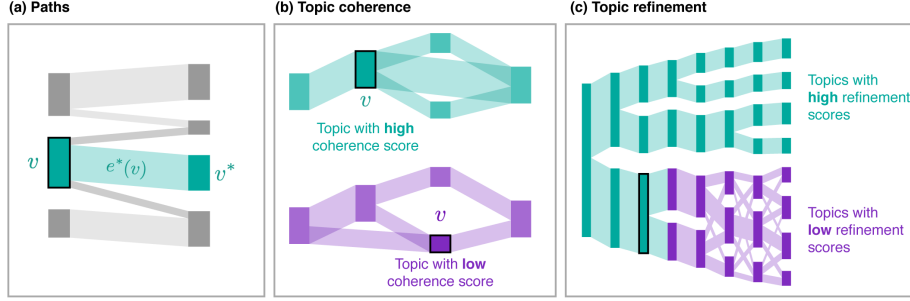 (a) Paths
(b) Topic coherence
(c) Topic refinement
v
e*(v)
v*
v
Topic with high
coherence score
v
Topic with low
coherence score
Topics with
high refinement
scores
Topics with
low refinement
scores